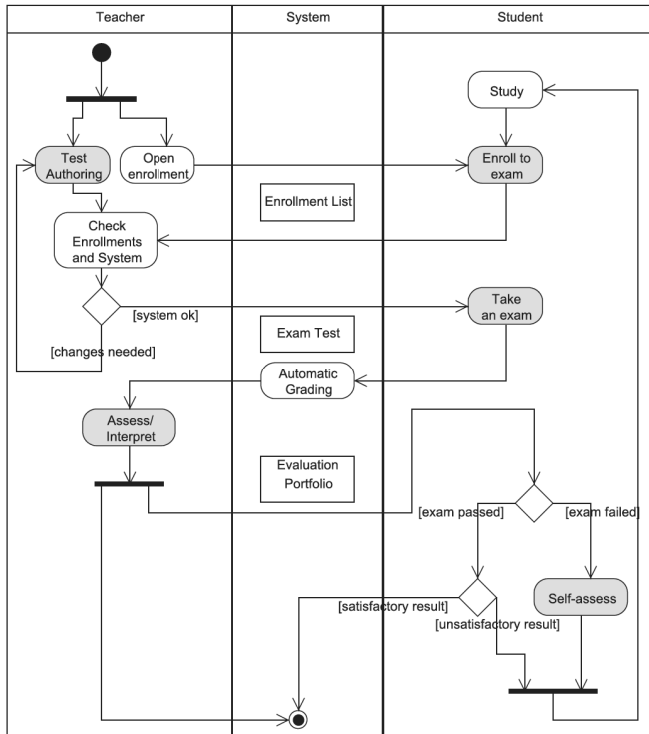 Teacher
System
Student
Study
Test
Authoring
Open
enrollment
Enroll to
exam
Enrollment List
Check
Enrollments
and System
Take
an exam
[system ok]
Exam Test
[changes needed]
Automatic
Grading
Assess/
Interpret
Evaluation
Portfolio
[exam passed]
[exam failed]
Self-assess
[satisfactory result]
[unsatisfactory result]